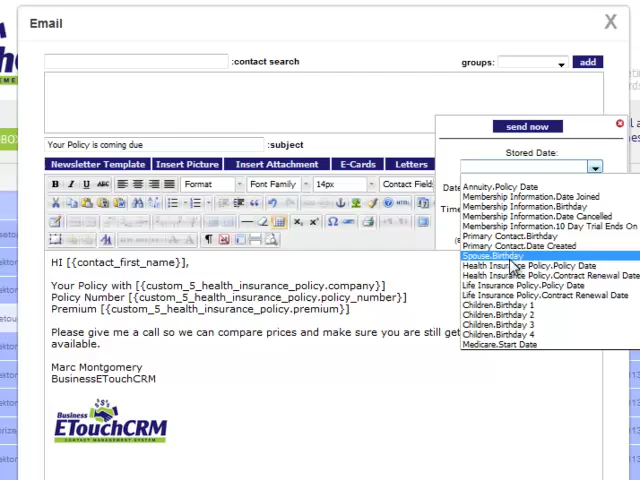 Email
X
:contact search
groups:
add
Your Policy is coming due
:subject
send now
Newsletter Template
Insert Picture
Insert Attachment
E-Cards
Letters
Stored Date:
B I U ABC
Format
Font Family
14px
Contact Field:
Annuity.Policy Date
Membership Information.Date Joined
Membership Information.Birthday
Membership Information.Date Cancelled
Membership Information.10 Day Trial Ends On
Primary Contact.Birthday
Primary Contact.Date Created
Spouse.Birthday
Health Insurance Policy.Policy Date
Health Insurance Policy.Contract Renewal Date
Life Insurance Policy.Policy Date
Life Insurance Policy.Contract Renewal Date
Children.Birthday 1
Children.Birthday 2
Children.Birthday 3
Children.Birthday 4
Medicare.Start Date
HI [{contact_first_name}],
Your Policy with [{custom_5_health_insurance_policy.company}]
Policy Number [{custom_5_health_insurance_policy.policy_number}]
Premium [{custom_5_health_insurance_policy.premium}]
Please give me a call so we can compare prices and make sure you are still get
available.
Marc Montgomery
BusinessETouchCRM
Business
ETouchCRM
CONTACT MANAGEMENT SYSTEM